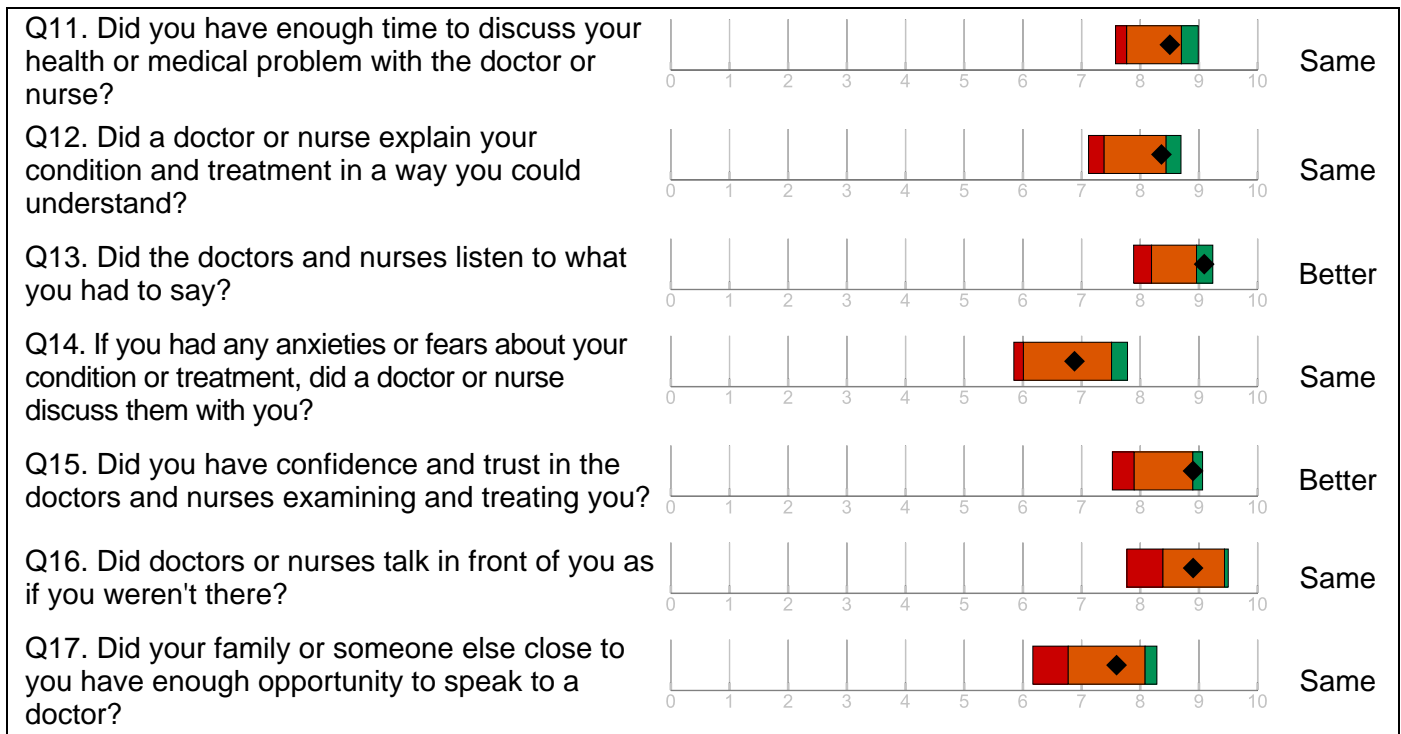 Q11. Did you have enough time to discuss your
health or medical problem with the doctor or
nurse?
0 1 2 3 4 5 6 7 8 9 10
Same
Q12. Did a doctor or nurse explain your
condition and treatment in a way you could
understand?
0 1 2 3 4 5 6 7 8 9 10
Same
Q13. Did the doctors and nurses listen to what
you had to say?
0 1 2 3 4 5 6 7 8 9 10
Better
Q14. If you had any anxieties or fears about your
condition or treatment, did a doctor or nurse
discuss them with you?
0 1 2 3 4 5 6 7 8 9 10
Same
Q15. Did you have confidence and trust in the
doctors and nurses examining and treating you?
0 1 2 3 4 5 6 7 8 9 10
Better
Q16. Did doctors or nurses talk in front of you as
if you weren't there?
0 1 2 3 4 5 6 7 8 9 10
Same
Q17. Did your family or someone else close to
you have enough opportunity to speak to a
doctor?
0 1 2 3 4 5 6 7 8 9 10
Same